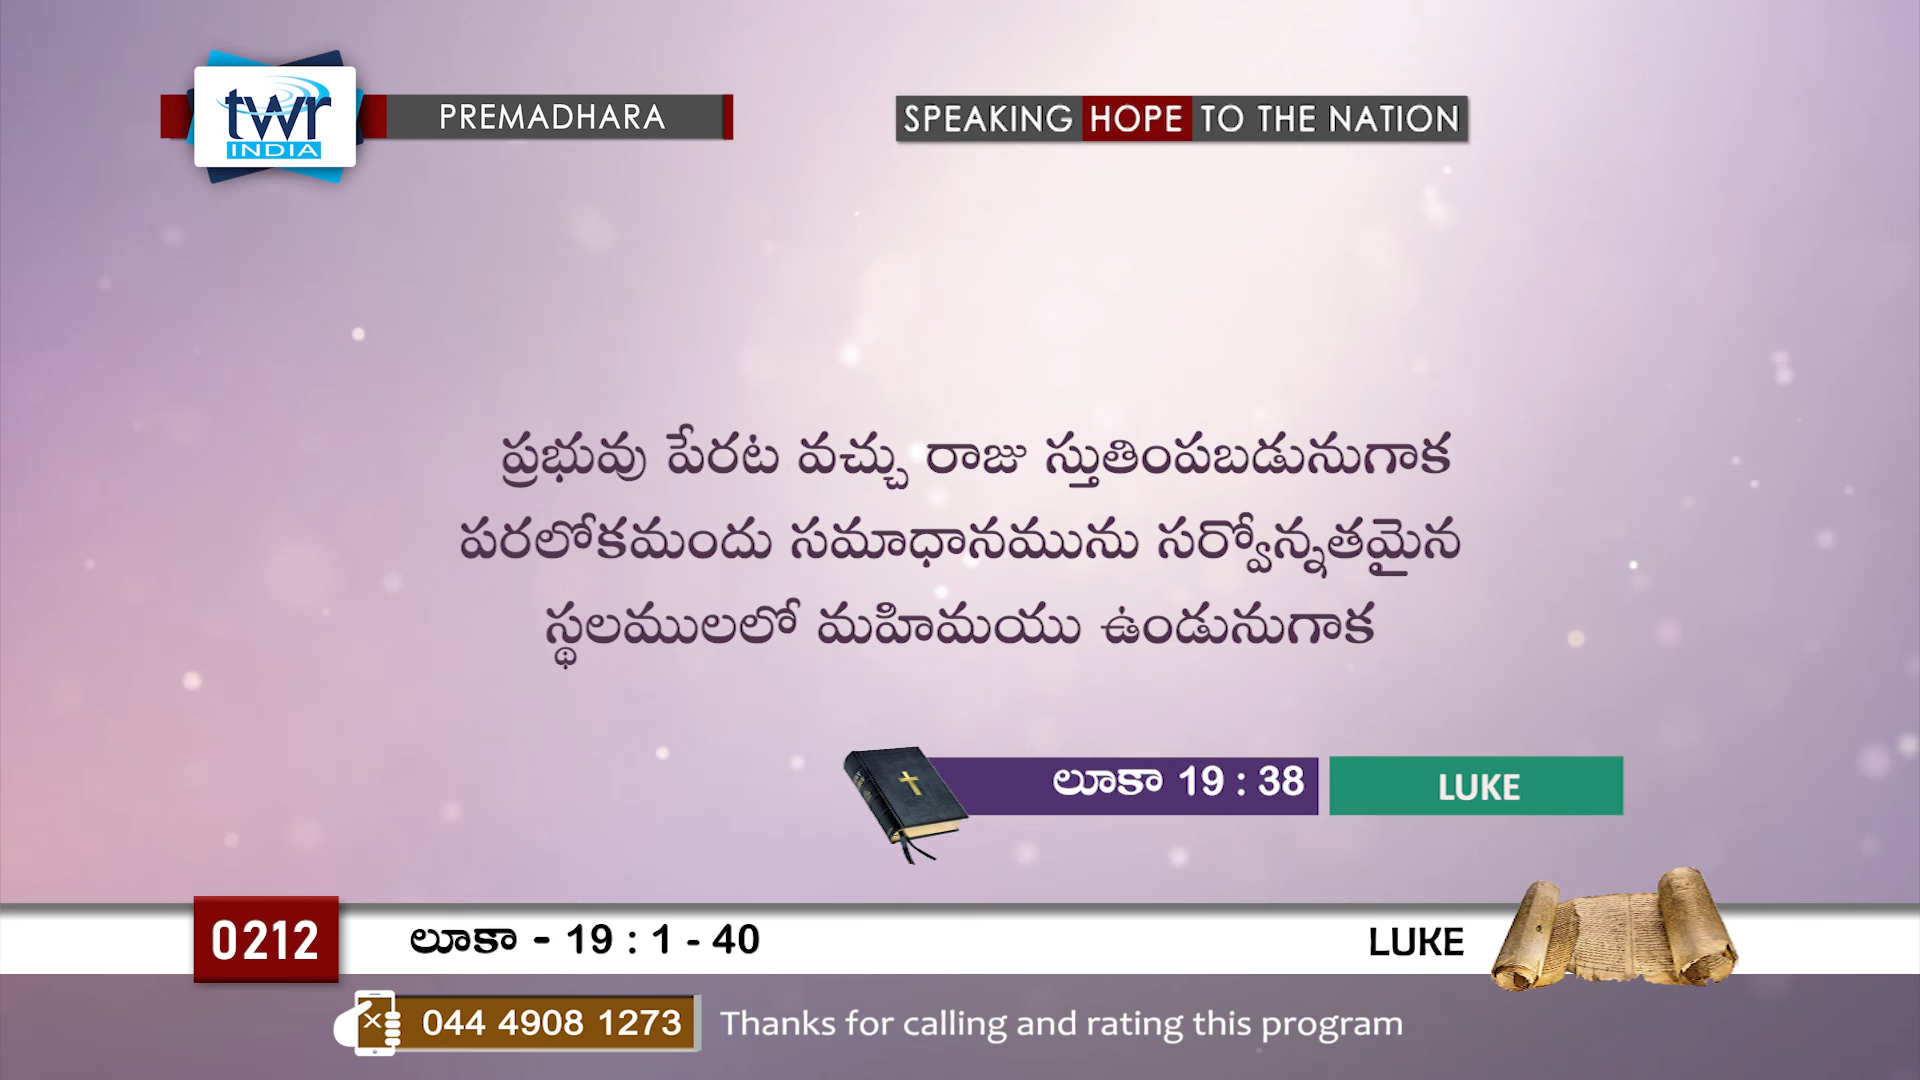 twr
INDIA
PREMADHARA
SPEAKING HOPE TO THE NATION
ప్రభువు పేరట వచ్చు రాజు స్తుతింపబడునుగాక
పరలోకమందు సమాధానమును సర్వోన్నతమైన
స్థలములలో మహిమయు ఉండునుగాక
లూకా 19 : 38
LUKE
0212
లూకా - 19 : 1 - 40
LUKE
044 4908 1273
Thanks for calling and rating this program